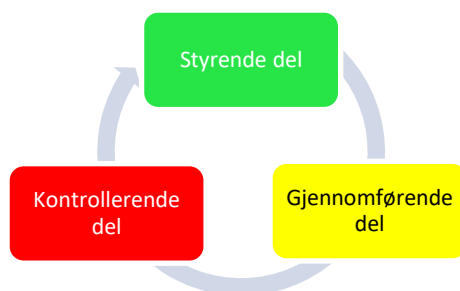 Styrende del
Kontrollerende
del
Gjennomførende
del